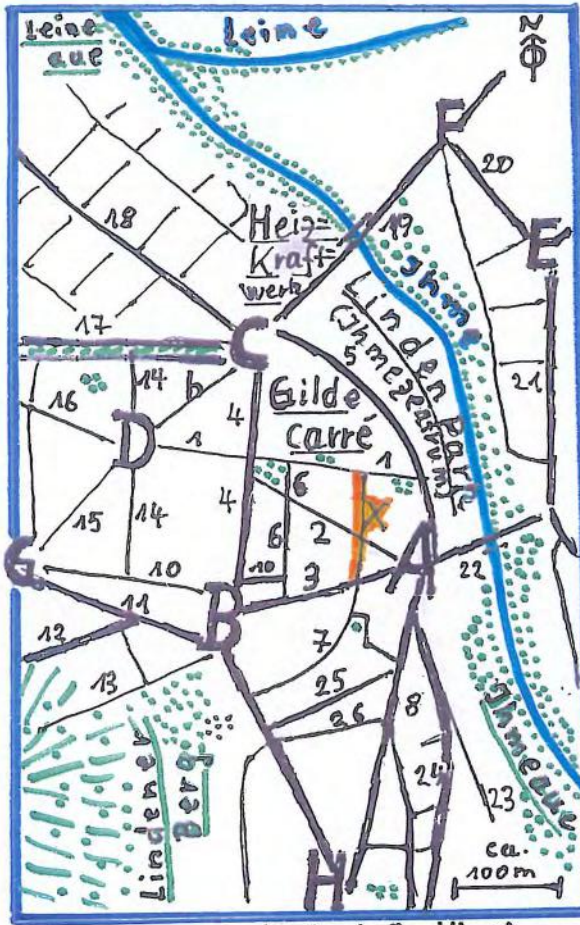 Leine
aue
Leine
N
F
20
19
18
Heiz=
Kraft=
werk
E
Ihme
Linden Park
(Ihmezentrum)
17
C
5
21
16
14
b
4
Gilde
Carré
D
1
1
4
6
15
14
6
2
X
G
10
10
3
A
22
11
B
12
7
13
25
8
26
Lindener
Berg
24
23
Ihmeaue
H
ca.
100m